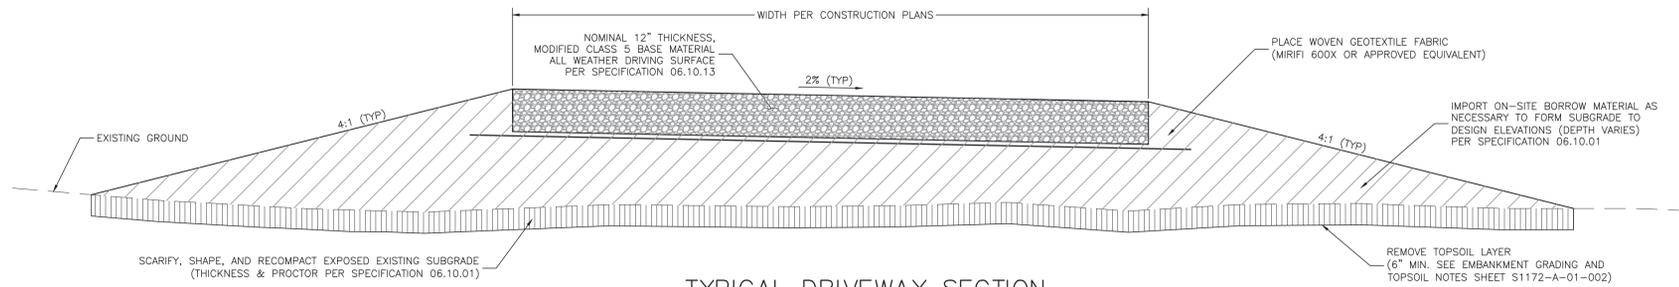 WIDTH PER CONSTRUCTION PLANS
NOMINAL 12" THICKNESS,
MODIFIED CLASS 5 BASE MATERIAL
ALL WEATHER DRIVING SURFACE
PER SPECIFICATION 06.10.13
2% (TYP)
PLACE WOVEN GEOTEXTILE FABRIC
(MIRIFI 600X OR APPROVED EQUIVALENT)
4:1 (TYP)
EXISTING GROUND
IMPORT ON-SITE BORROW MATERIAL AS
NECESSARY TO FORM SUBGRADE TO
DESIGN ELEVATIONS (DEPTH VARIES)
PER SPECIFICATION 06.10.01
4:1 (TYP)
SCARIFY, SHAPE, AND RECOMPACT EXPOSED EXISTING SUBGRADE
(THICKNESS & PROCTOR PER SPECIFICATION 06.10.01)
REMOVE TOPSOIL LAYER
(6" MIN. SEE EMBANKMENT GRADING AND
TOPSOIL NOTES SHEET S1172-A-01-002)
TYPICAL DRIVEWAY SECTION